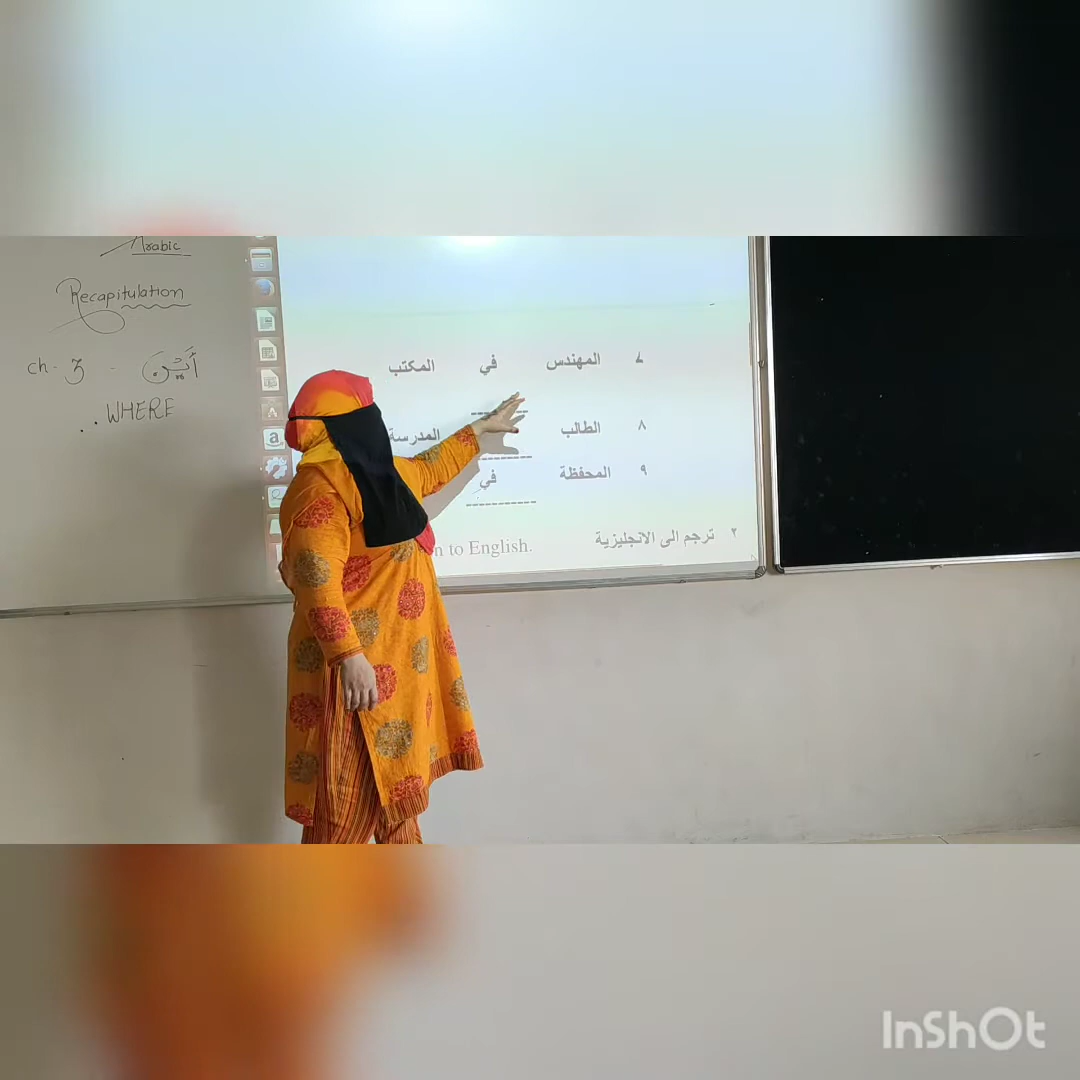 Arabic
Recapitulation
ch - 3 - أَيْنَ
..WHERE
٧ المهندس في المكتب
٨ الطالب المدرسة
٩ المحفظة في
٢ ترجم الى الانجليزية
to English.
InShOt